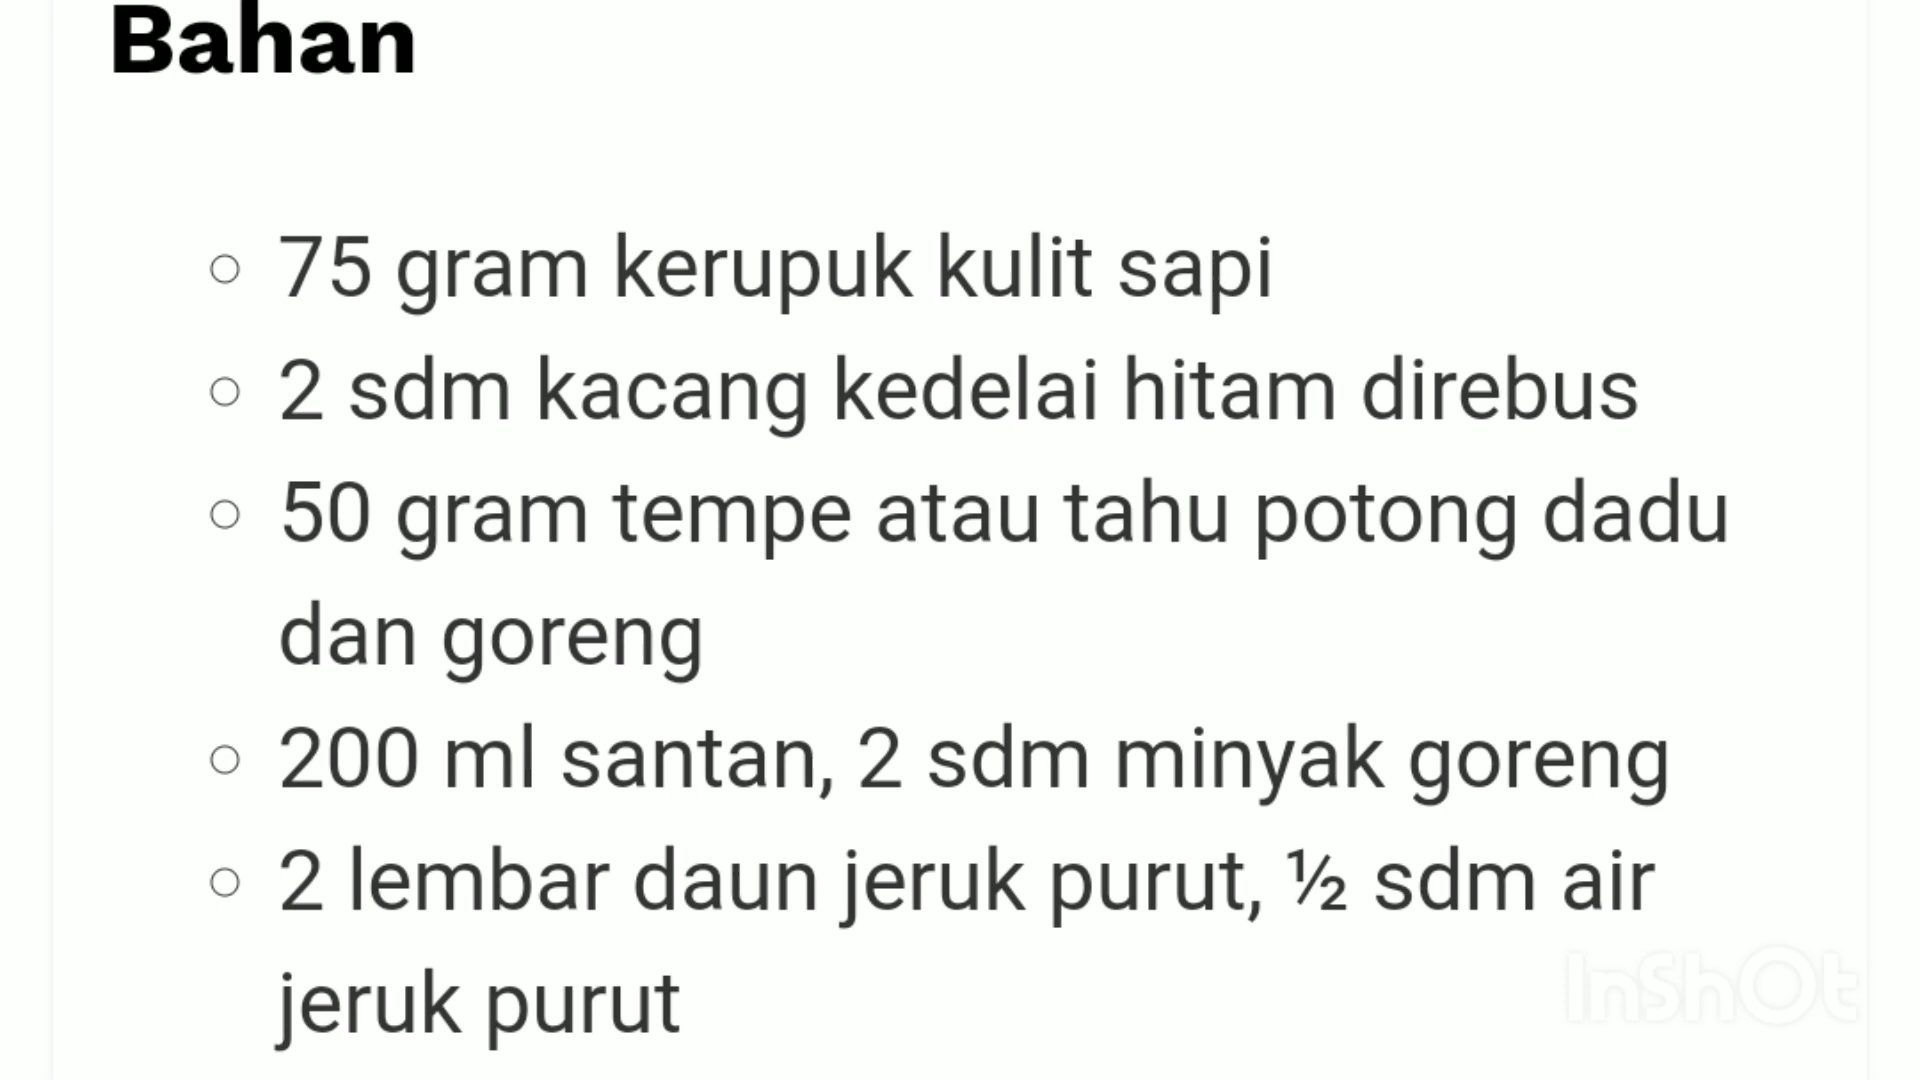 Bahan
75 gram kerupuk kulit sapi
2 sdm kacang kedelai hitam direbus
50 gram tempe atau tahu potong dadu
dan goreng
200 ml santan, 2 sdm minyak goreng
2 lembar daun jeruk purut, ½ sdm air
jeruk purut
InShOt